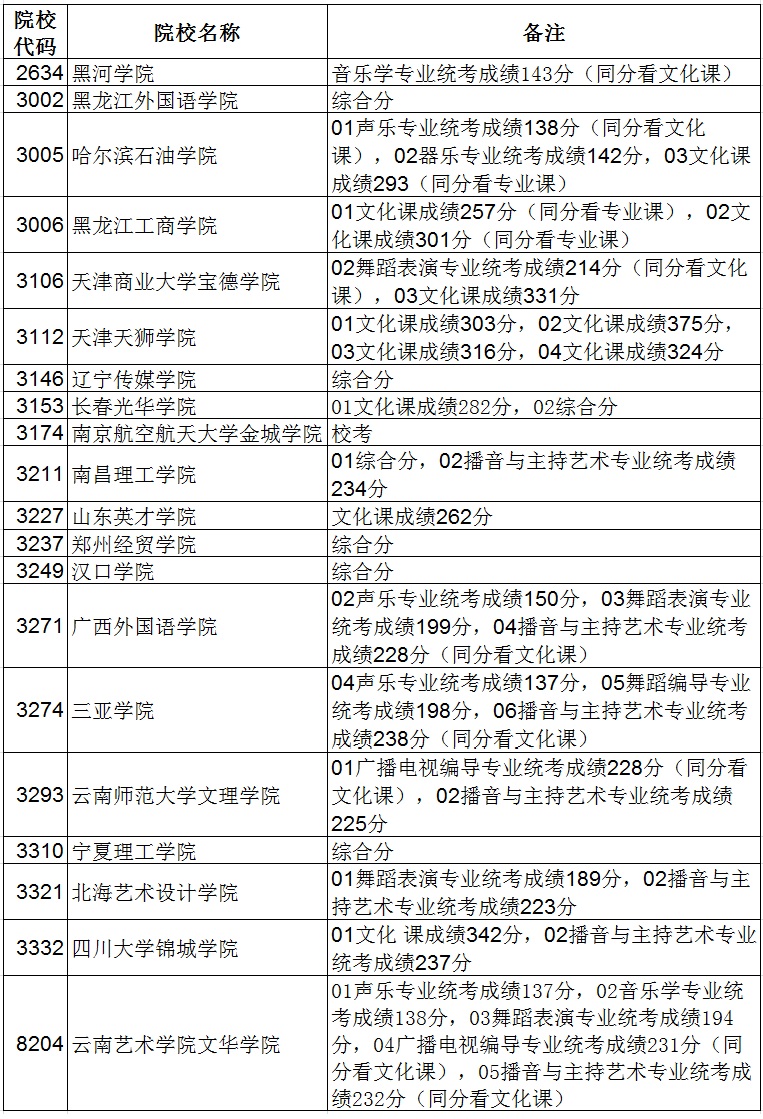 院校
代码
院校名称
备注
2634
黑河学院
音乐学专业统考成绩143分（同分看文化课）
3002
黑龙江外国语学院
综合分
3005
哈尔滨石油学院
01声乐专业统考成绩138分（同分看文化
课），02器乐专业统考成绩142分，03文化课
成绩293（同分看专业课）
3006
黑龙江工商学院
01文化课成绩257分（同分看专业课），02文
化课成绩301分（同分看专业课）
3106
天津商业大学宝德学院
02舞蹈表演专业统考成绩214分（同分看文化
课），03文化课成绩331分
3112
天津天狮学院
01文化课成绩303分，02文化课成绩375分，
03文化课成绩316分，04文化课成绩324分
3146
辽宁传媒学院
综合分
3153
长春光华学院
01文化课成绩282分，02综合分
3174
南京航空航天大学金城学院
校考
3211
南昌理工学院
01综合分，02播音与主持艺术专业统考成绩
234分
3227
山东英才学院
文化课成绩262分
3237
郑州经贸学院
综合分
3249
汉口学院
综合分
3271
广西外国语学院
02声乐专业统考成绩150分，03舞蹈表演专业
统考成绩199分，04播音与主持艺术专业统考
成绩228分（同分看文化课）
3274
三亚学院
04声乐专业统考成绩137分，05舞蹈编导专业
统考成绩198分，06播音与主持艺术专业统考
成绩238分（同分看文化课）
3293
云南师范大学文理学院
01广播电视编导专业统考成绩228分（同分看
文化课），02播音与主持艺术专业统考成绩
225分
3310
宁夏理工学院
综合分
3321
北海艺术设计学院
01舞蹈表演专业统考成绩189分，02播音与主
持艺术专业统考成绩223分
3332
四川大学锦城学院
01文化 课成绩342分，02播音与主持艺术专业
统考成绩237分
8204
云南艺术学院文华学院
01声乐专业统考成绩137分，02音乐学专业统
考成绩138分，03舞蹈表演专业统考成绩194
分，04广播电视编导专业统考成绩231分（同
分看文化课），05播音与主持艺术专业统考成
绩232分（同分看文化课）